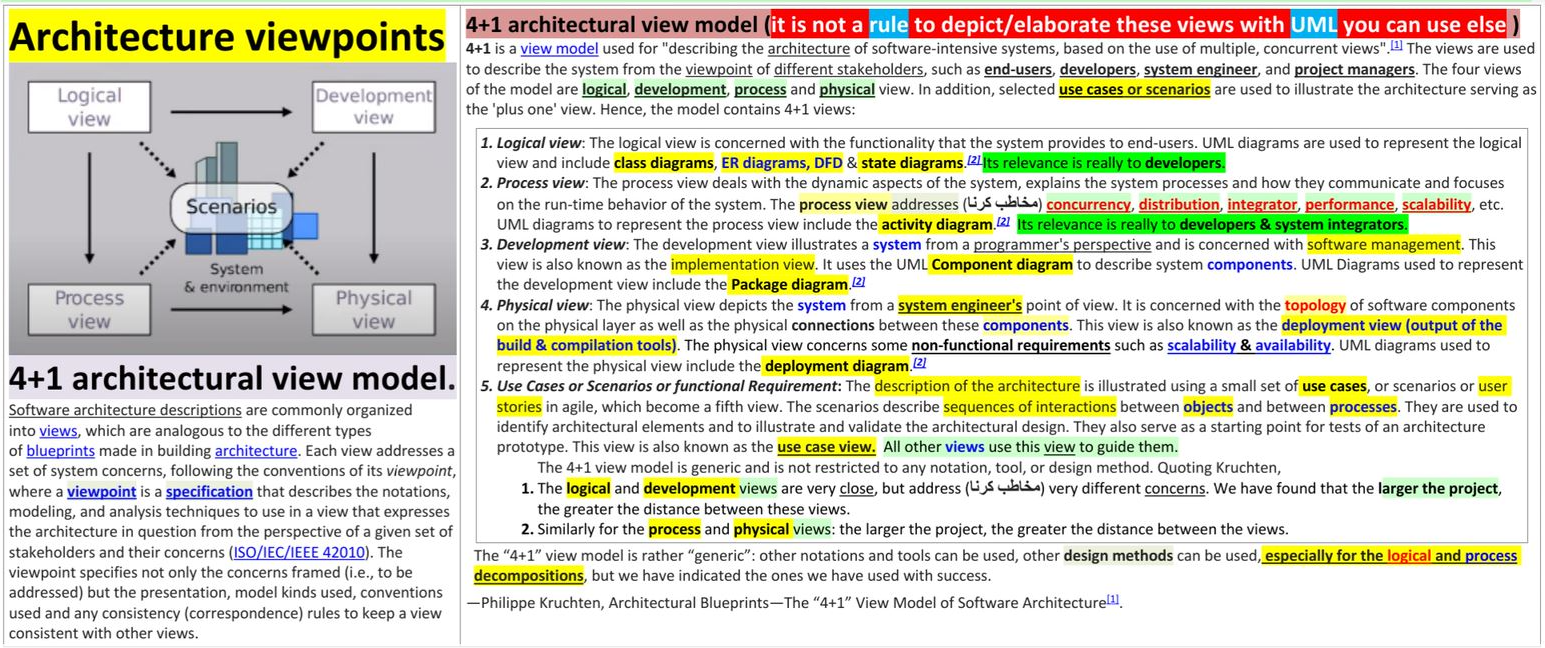 Architecture viewpoints
Logical
view
Development
view
Scenarios
System
& environment
Process
view
Physical
view
4+1 architectural view model.
Software architecture descriptions are commonly organized
into views, which are analogous to the different types
of blueprints made in building architecture. Each view addresses a
set of system concerns, following the conventions of its viewpoint,
where a viewpoint is a specification that describes the notations,
modeling, and analysis techniques to use in a view that expresses
the architecture in question from the perspective of a given set of
stakeholders and their concerns (ISO/IEC/IEEE 42010). The
viewpoint specifies not only the concerns framed (i.e., to be
addressed) but the presentation, model kinds used, conventions
used and any consistency (correspondence) rules to keep a view
consistent with other views.
4+1 architectural view model (it is not a rule to depict/elaborate these views with UML you can use else )
4+1 is a view model used for "describing the architecture of software-intensive systems, based on the use of multiple, concurrent views".[1] The views are used
to describe the system from the viewpoint of different stakeholders, such as end-users, developers, system engineer, and project managers. The four views
of the model are logical, development, process and physical view. In addition, selected use cases or scenarios are used to illustrate the architecture serving as
the 'plus one' view. Hence, the model contains 4+1 views:
1. Logical view: The logical view is concerned with the functionality that the system provides to end-users. UML diagrams are used to represent the logical
view and include class diagrams, ER diagrams, DFD & state diagrams.[2] Its relevance is really to developers.
2. Process view: The process view deals with the dynamic aspects of the system, explains the system processes and how they communicate and focuses
on the run-time behavior of the system. The process view addresses (مخاطب کرنا) concurrency, distribution, integrator, performance, scalability, etc.
UML diagrams to represent the process view include the activity diagram.[2] Its relevance is really to developers & system integrators.
3. Development view: The development view illustrates a system from a programmer's perspective and is concerned with software management. This
view is also known as the implementation view. It uses the UML Component diagram to describe system components. UML Diagrams used to represent
the development view include the Package diagram.[2]
4. Physical view: The physical view depicts the system from a system engineer's point of view. It is concerned with the topology of software components
on the physical layer as well as the physical connections between these components. This view is also known as the deployment view (output of the
build & compilation tools). The physical view concerns some non-functional requirements such as scalability & availability. UML diagrams used to
represent the physical view include the deployment diagram.[2]
5. Use Cases or Scenarios or functional Requirement: The description of the architecture is illustrated using a small set of use cases, or scenarios or user
stories in agile, which become a fifth view. The scenarios describe sequences of interactions between objects and between processes. They are used to
identify architectural elements and to illustrate and validate the architectural design. They also serve as a starting point for tests of an architecture
prototype. This view is also known as the use case view. All other views use this view to guide them.
The 4+1 view model is generic and is not restricted to any notation, tool, or design method. Quoting Kruchten,
1. The logical and development views are very close, but address (مخاطب کرنا) very different concerns. We have found that the larger the project,
the greater the distance between these views.
2. Similarly for the process and physical views: the larger the project, the greater the distance between the views.
The “4+1” view model is rather “generic”: other notations and tools can be used, other design methods can be used, especially for the logical and process
decompositions, but we have indicated the ones we have used with success.
—Philippe Kruchten, Architectural Blueprints—The “4+1” View Model of Software Architecture[1].